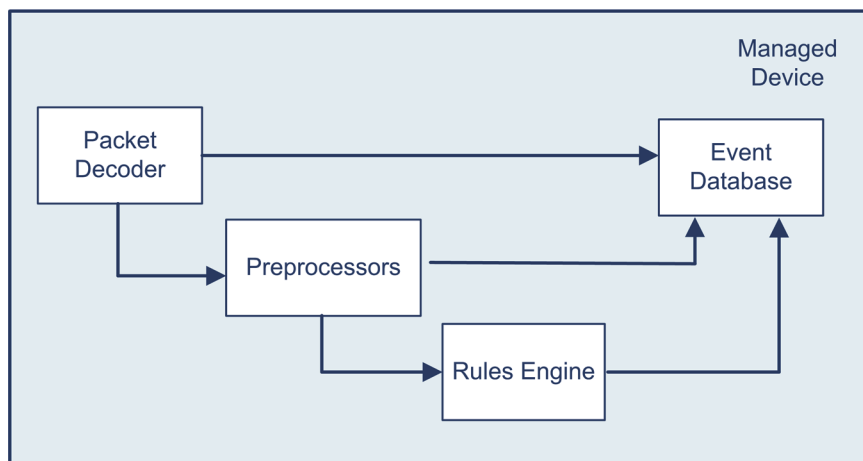 Managed
Device
Packet
Decoder
Event
Database
Preprocessors
Rules Engine